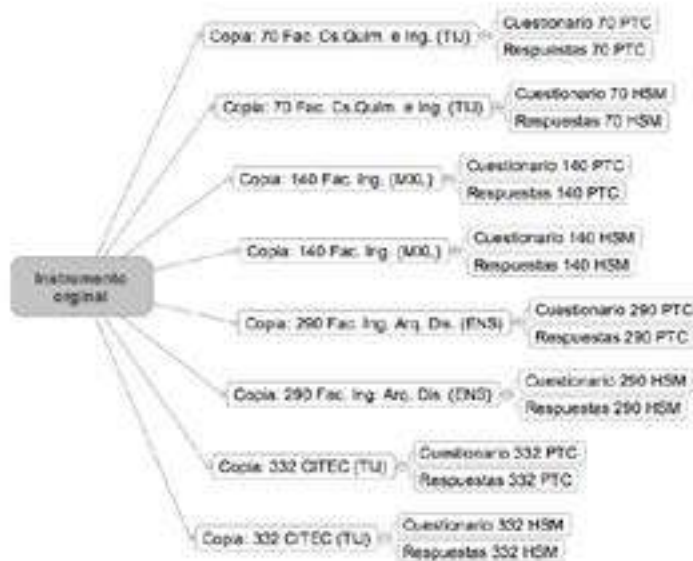 Copia: 70 Fac. Cs.Quim. e Ing. (TIJ)
Cuestionario 70 PTC
Respuestas 70 PTC
Copia: 70 Fac. Cs.Quim. e Ing. (TIJ)
Cuestionario 70 HSM
Respuestas 70 HSM
Copia: 140 Fac. Ing. (MXL)
Cuestionario 140 PTC
Respuestas 140 PTC
Copia: 140 Fac. Ing. (MXL)
Cuestionario 140 HSM
Respuestas 140 HSM
Instrumento
orginal
Copia: 290 Fac. Ing. Arq. Dis. (ENS)
Cuestionario 290 PTC
Respuestas 290 PTC
Copia: 290 Fac. Ing. Arq. Dis. (ENS)
Cuestionario 290 HSM
Respuestas 290 HSM
Copia: 332 CITEC (TIJ)
Cuestionario 332 PTC
Respuestas 332 PTC
Copia: 332 CITEC (TIJ)
Cuestionario 332 HSM
Respuestas 332 HSM